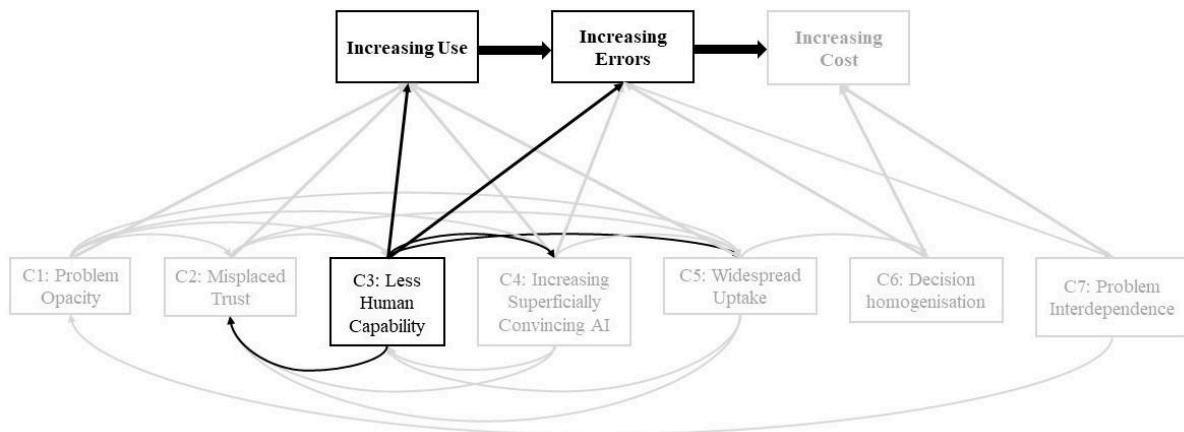 Increasing Use
Increasing
Errors
Increasing
Cost
C1: Problem
Opacity
C2: Misplaced
Trust
C3: Less
Human
Capability
C4: Increasing
Superficially
Convincing AI
C5: Widespread
Uptake
C6: Decision
homogenisation
C7: Problem
Interdependence